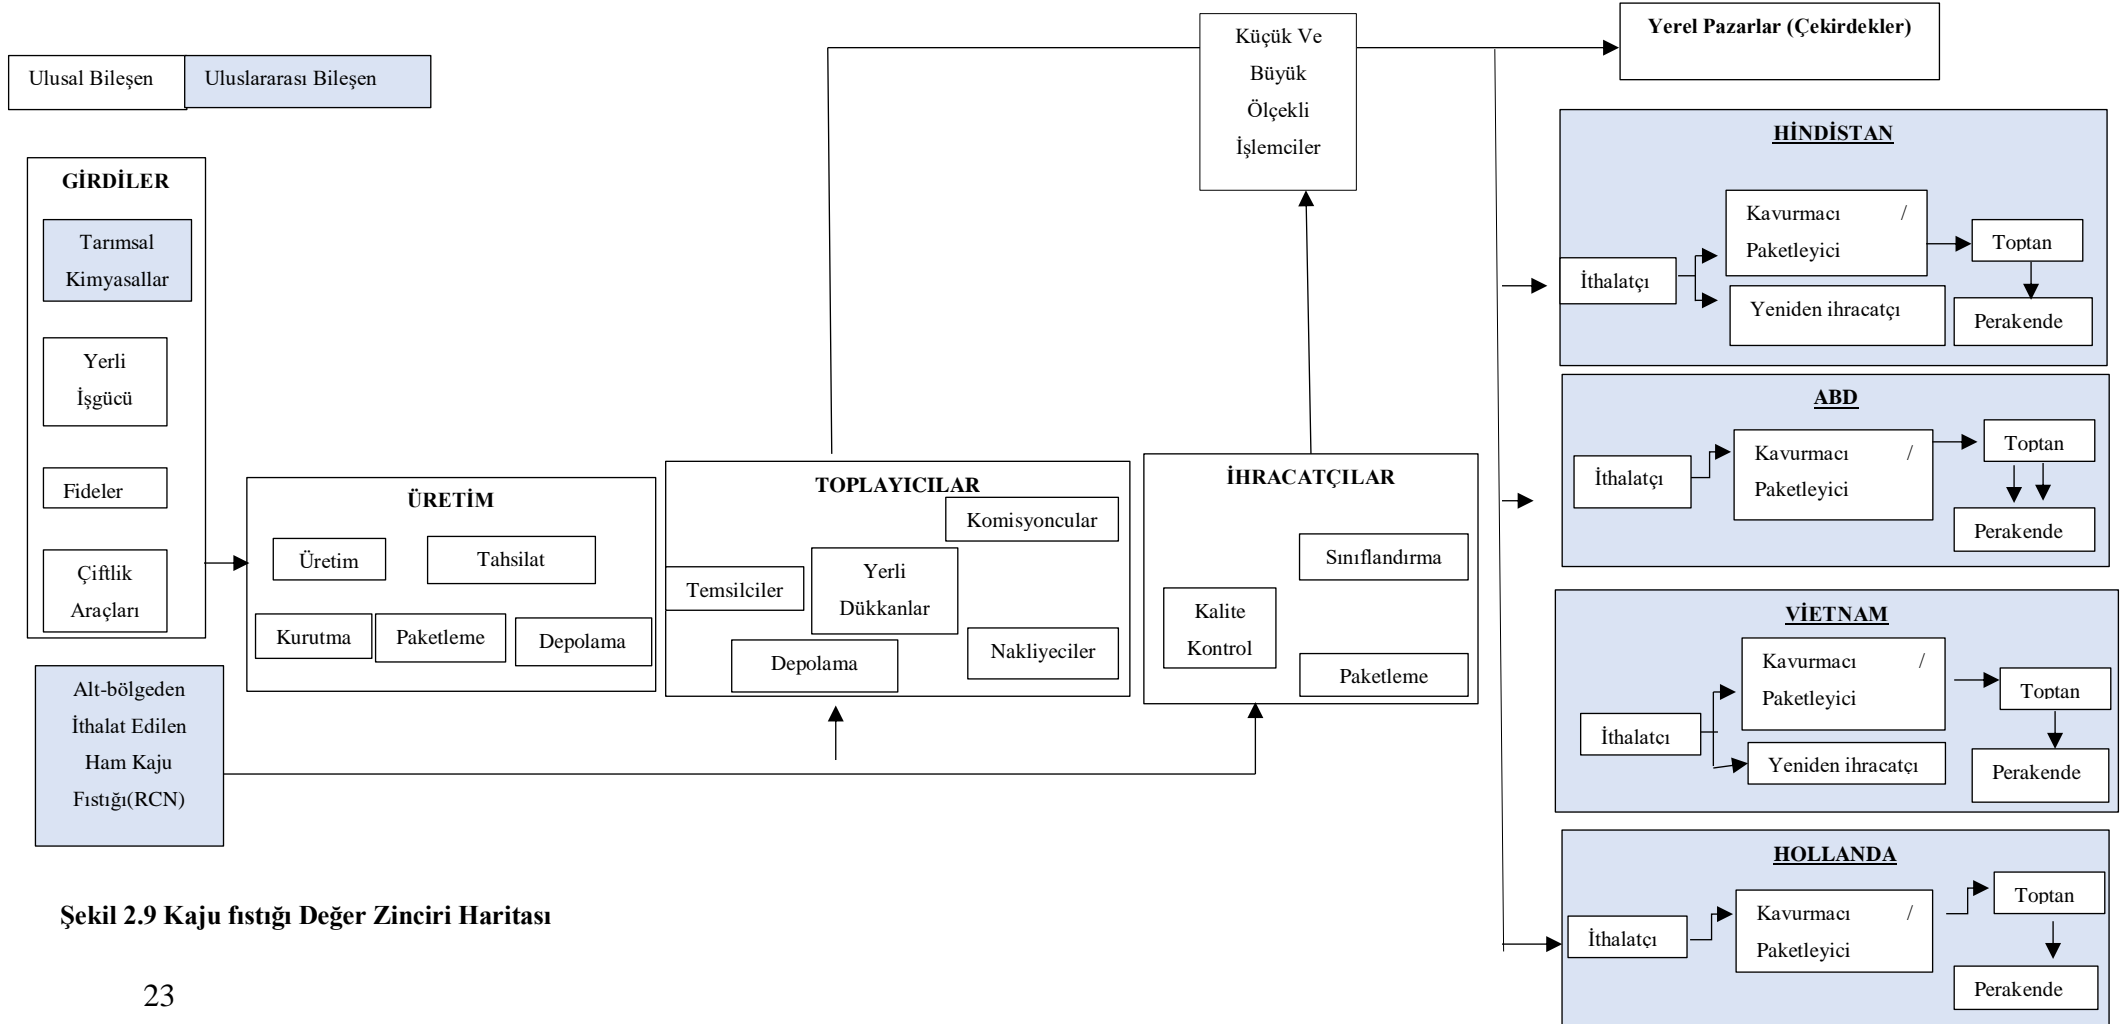 Ulusal Bileşen
Uluslararası Bileşen
GİRDİLER
Tarımsal
Kimyasallar
Yerli
İşgücü
Fideler
Çiftlik
Araçları
Alt-bölgeden
İthalat Edilen
Ham Kaju
Fıstığı(RCN)
ÜRETİM
Üretim
Tahsilat
Kurutma
Paketleme
Depolama
TOPLAYICILAR
Komisyoncular
Temsilciler
Yerli
Dükkanlar
Depolama
Nakliyeciler
İHRACATÇILAR
Sınıflandırma
Kalite
Kontrol
Paketleme
Küçük Ve
Büyük
Ölçekli
İşlemciler
Yerel Pazarlar (Çekirdekler)
HİNDİSTAN
İthalatçı
Kavurmacı /
Paketleyici
Yeniden ihracatçı
Toptan
Perakende
ABD
İthalatçı
Kavurmacı /
Paketleyici
Toptan
Perakende
VİETNAM
İthalatçı
Kavurmacı /
Paketleyici
Yeniden ihracatçı
Toptan
Perakende
HOLLANDA
İthalatçı
Kavurmacı /
Paketleyici
Toptan
Perakende
Şekil 2.9 Kaju fıstığı Değer Zinciri Haritası
23